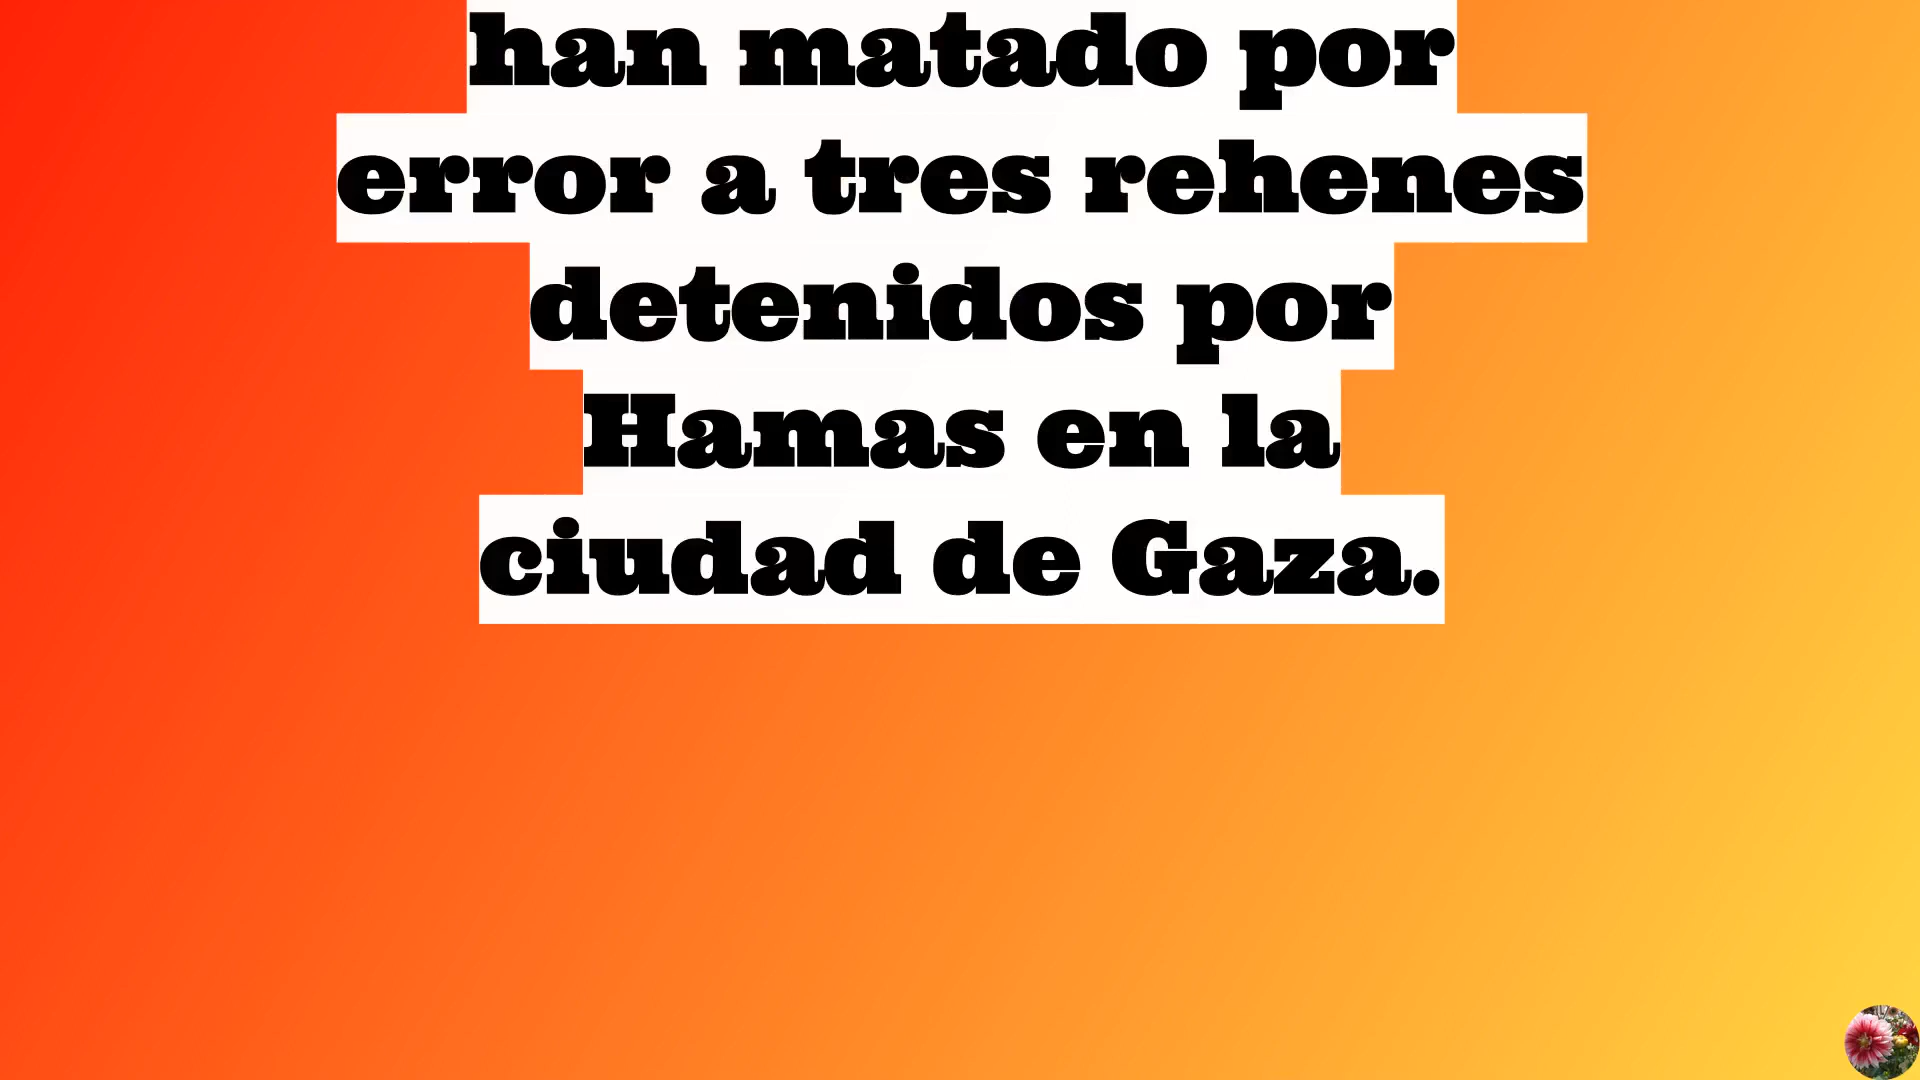 han matado por
error a tres rehenes
detenidos por
Hamas en la
ciudad de Gaza.